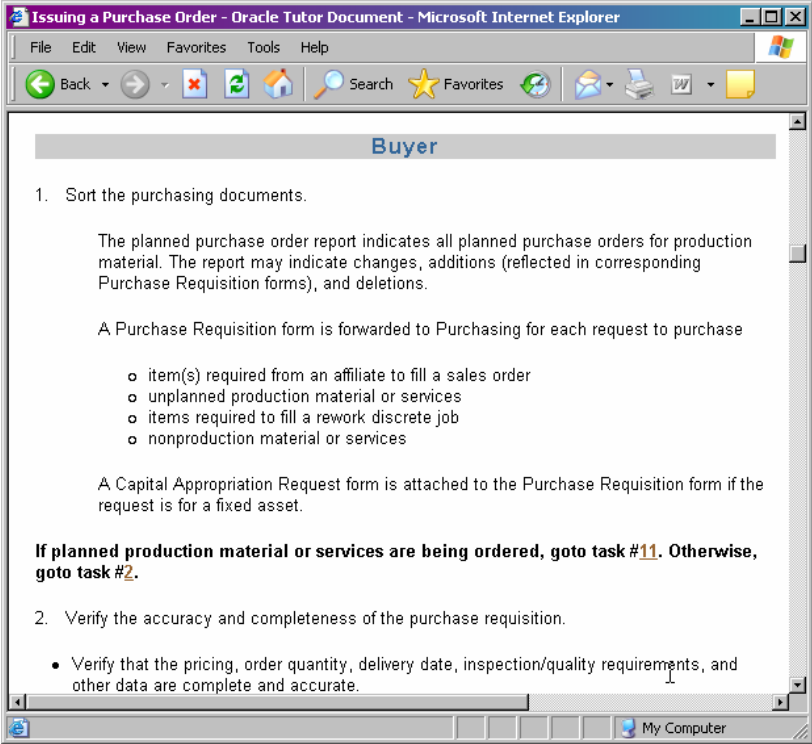 Issuing a Purchase Order - Oracle Tutor Document - Microsoft Internet Explorer
File Edit View Favorites Tools Help
Back Search Favorites
Buyer
1. Sort the purchasing documents.
The planned purchase order report indicates all planned purchase orders for production
material. The report may indicate changes, additions (reflected in corresponding
Purchase Requisition forms), and deletions.
A Purchase Requisition form is forwarded to Purchasing for each request to purchase
o item(s) required from an affiliate to fill a sales order
o unplanned production material or services
o items required to fill a rework discrete job
o nonproduction material or services
A Capital Appropriation Request form is attached to the Purchase Requisition form if the
request is for a fixed asset.
If planned production material or services are being ordered, goto task #11. Otherwise,
goto task #2.
2. Verify the accuracy and completeness of the purchase requisition.
• Verify that the pricing, order quantity, delivery date, inspection/quality requirements, and
other data are complete and accurate.
My Computer